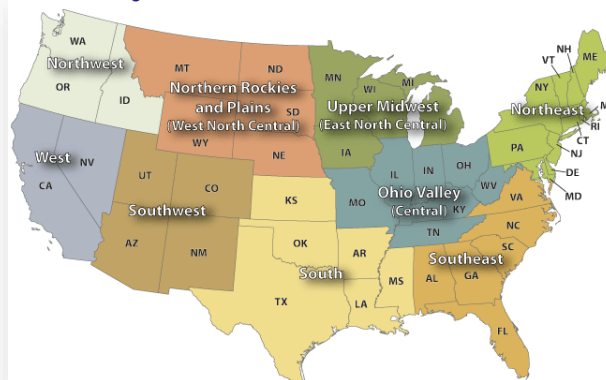 WA
Northwest
OR
ID
MT
ND
Northern Rockies
and Plains
(West North Central)
SD
WY
NE
MN
WI
MI
Upper Midwest
(East North Central)
IA
VT
NH
ME
NY
Northeast
RI
CT
PA
NJ
DE
MD
West
NV
CA
UT
CO
Southwest
AZ
NM
IL
IN
OH
WV
MO
Ohio Valley
(Central)
KY
TN
KS
OK
AR
South
TX
LA
MS
VA
NC
SC
Southeast
AL
GA
FL